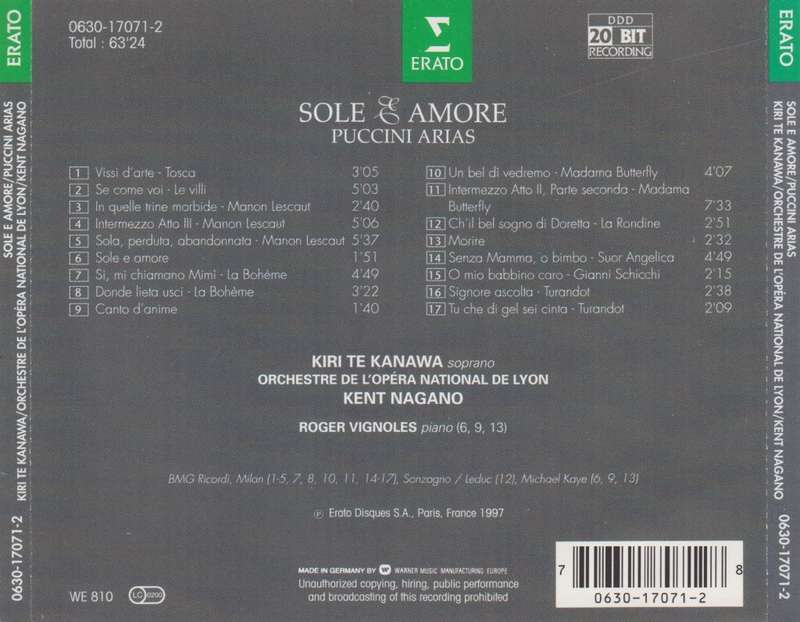 0630-17071-2
Total : 63'24
ERATO
DDD
20 BIT
RECORDING
SOLE E AMORE
PUCCINI ARIAS
1 Vissi d'arte - Tosca 3'05
2 Se come voi - Le villi 5'03
3 In quelle trine morbide - Manon Lescaut 2'40
4 Intermezzo Atto III - Manon Lescaut 5'06
5 Sola, perduta, abandonnata - Manon Lescaut 5'37
6 Sole e amore 1'51
7 Si, mi chiamano Mimì - La Bohème 4'49
8 Donde lieta usci - La Bohème 3'22
9 Canto d'anime 1'40
10 Un bel dì vedremo - Madama Butterfly 4'07
11 Intermezzo Atto II, Parte seconda - Madama
Butterfly 7'33
12 Ch'il bel sogno di Doretta - La Rondine 2'51
13 Morire 2'32
14 Senza Mamma, o bimbo - Suor Angelica 4'49
15 O mio babbino caro - Gianni Schicchi 2'15
16 Signore ascolta - Turandot 2'38
17 Tu che di gel sei cinta - Turandot 2'09
KIRI TE KANAWA soprano
ORCHESTRE DE L'OPÉRA NATIONAL DE LYON
KENT NAGANO
ROGER VIGNOLES piano (6, 9, 13)
BMG Ricordi, Milan (1-5, 7, 8, 10, 11, 14-17), Sonzogno / Leduc (12), Michael Kaye (6, 9, 13)
℗ Erato Disques S.A., Paris, France 1997
MADE IN GERMANY BY WARNER MUSIC MANUFACTURING EUROPE
Unauthorized copying, hiring, public performance
and broadcasting of this recording prohibited
WE 810
LC 0200
7 0630-17071-2 8
ERATO
SOLE E AMORE/PUCCINI ARIAS
KIRI TE KANAWA/ORCHESTRE DE L'OPÉRA NATIONAL DE LYON/KENT NAGANO
0630-17071-2
ERATO
SOLE E AMORE/PUCCINI ARIAS
KIRI TE KANAWA/ORCHESTRE DE L'OPÉRA NATIONAL DE LYON/KENT NAGANO
0630-17071-2